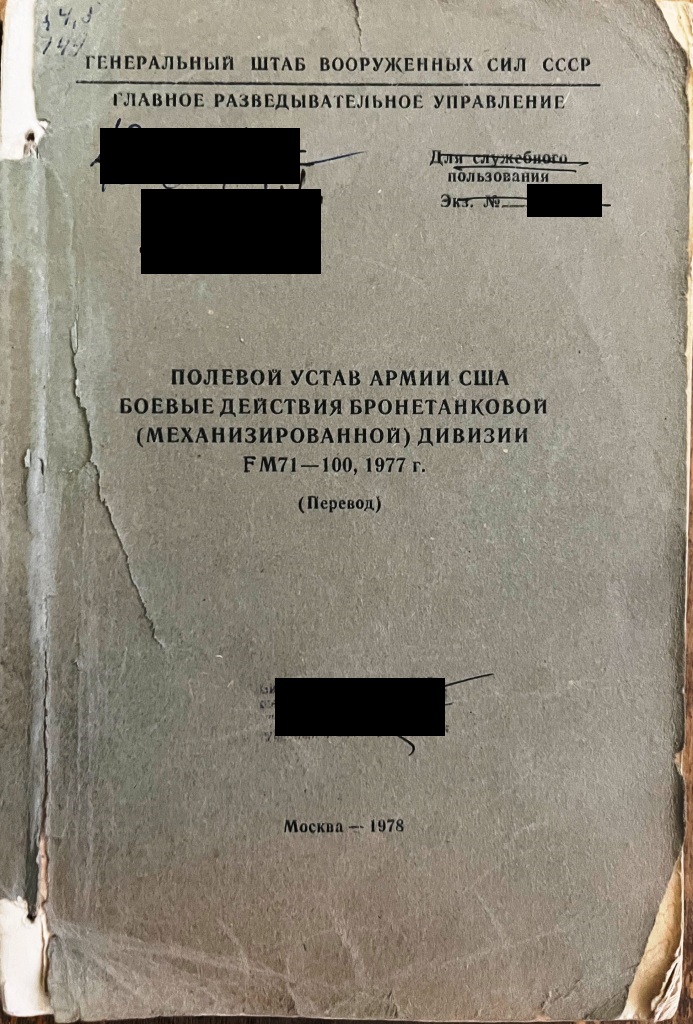 ГЕНЕРАЛЬНЫЙ ШТАБ ВООРУЖЕННЫХ СИЛ СССР
ГЛАВНОЕ РАЗВЕДЫВАТЕЛЬНОЕ УПРАВЛЕНИЕ
Для служебного
пользования
Экз. №
ПОЛЕВОЙ УСТАВ АРМИИ США
БОЕВЫЕ ДЕЙСТВИЯ БРОНЕТАНКОВОЙ
(МЕХАНИЗИРОВАННОЙ) ДИВИЗИИ
FM71—100, 1977 г.
(Перевод)
Москва — 1978